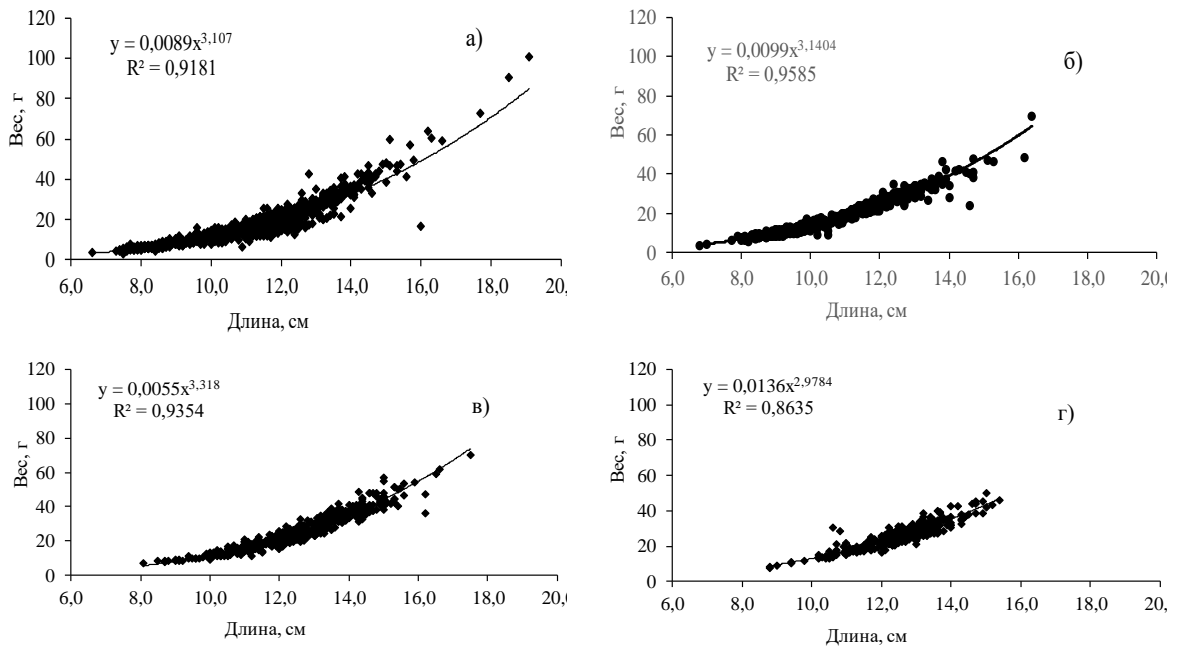 y = 0,0089x^3,107
R² = 0,9181
а)
Вес, г
120
100
80
60
40
20
0
6,0 8,0 10,0 12,0 14,0 16,0 18,0 20,
Длина, см
y = 0,0099x^3,1404
R² = 0,9585
б)
Вес, г
120
100
80
60
40
20
0
6,0 8,0 10,0 12,0 14,0 16,0 18,0 20,0
Длина, см
y = 0,0055x^3,318
R² = 0,9354
в)
Вес, г
120
100
80
60
40
20
0
6,0 8,0 10,0 12,0 14,0 16,0 18,0 20,
Длина, см
y = 0,0136x^2,9784
R² = 0,8635
г)
Вес, г
120
100
80
60
40
20
0
6,0 8,0 10,0 12,0 14,0 16,0 18,0 20,
Длина, см